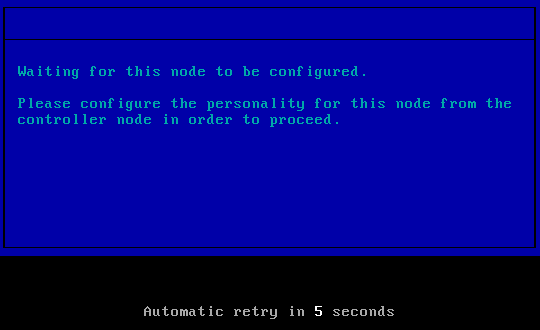 Waiting for this node to be configured.
Please configure the personality for this node from the
controller node in order to proceed.
Automatic retry in 5 seconds